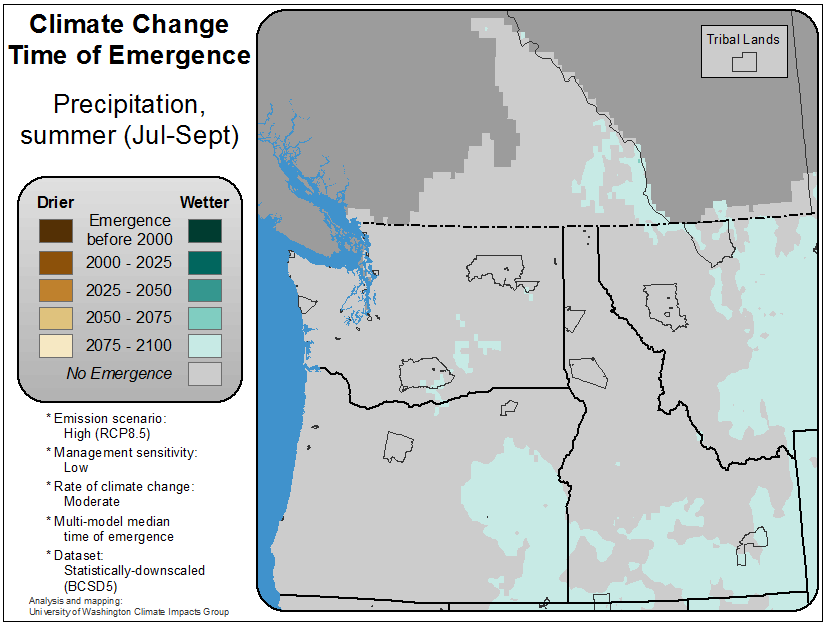 Climate Change
Time of Emergence
Precipitation,
summer (Jul-Sept)
Drier
Wetter
Emergence
before 2000
2000 - 2025
2025 - 2050
2050 - 2075
2075 - 2100
No Emergence
* Emission scenario:
High (RCP8.5)
* Management sensitivity:
Low
* Rate of climate change:
Moderate
* Multi-model median
time of emergence
* Dataset:
Statistically-downscaled
(BCSD5)
Analysis and mapping:
University of Washington Climate Impacts Group
Tribal Lands